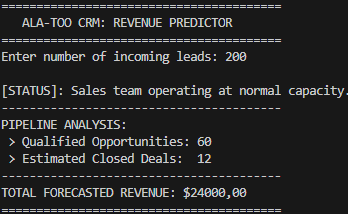 ========================================
ALA-TOO CRM: REVENUE PREDICTOR
========================================
Enter number of incoming leads: 200
[STATUS]: Sales team operating at normal capacity.
----------------------------------------
PIPELINE ANALYSIS:
> Qualified Opportunities: 60
> Estimated Closed Deals:  12
----------------------------------------
TOTAL FORECASTED REVENUE: $24000,00
========================================